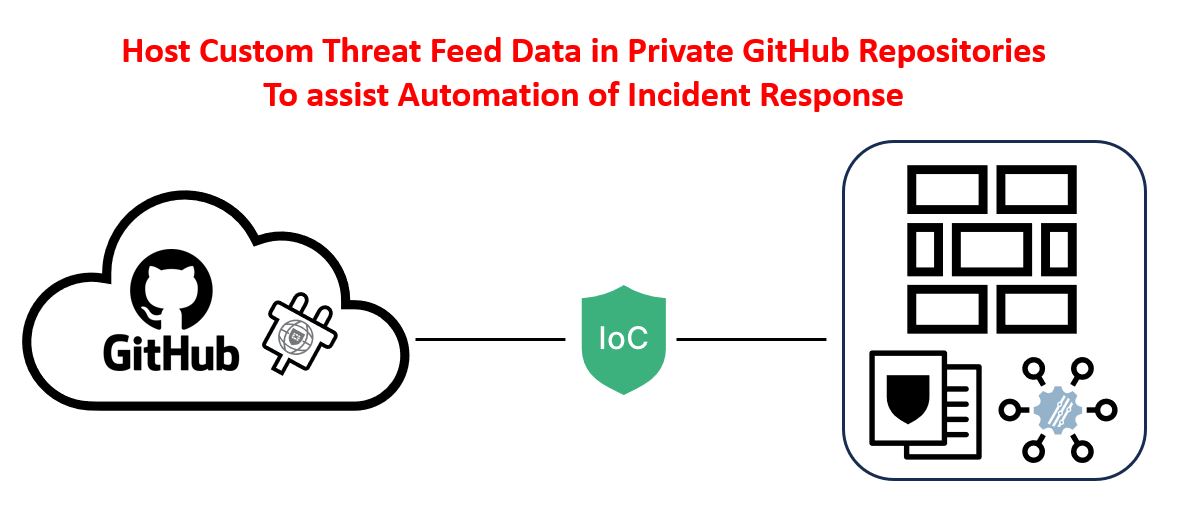 Host Custom Threat Feed Data in Private GitHub Repositories
To assist Automation of Incident Response
GitHub
IoC